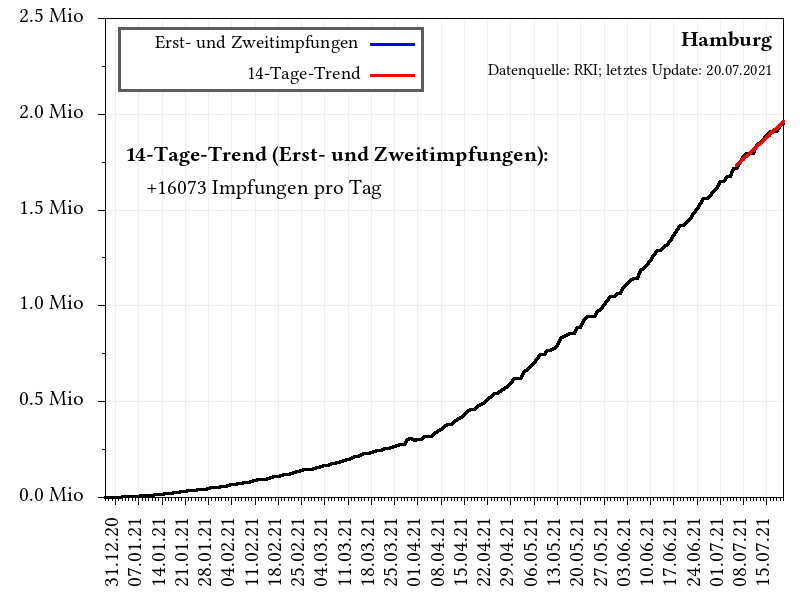 2.5 Mio
Erst- und Zweitimpfungen
14-Tage-Trend
Hamburg
Datenquelle: RKI; letztes Update: 20.07.2021
2.0 Mio
14-Tage-Trend (Erst- und Zweitimpfungen):
+16073 Impfungen pro Tag
1.5 Mio
1.0 Mio
0.5 Mio
0.0 Mio
31.12.20
07.01.21
14.01.21
21.01.21
28.01.21
04.02.21
11.02.21
18.02.21
25.02.21
04.03.21
11.03.21
18.03.21
25.03.21
01.04.21
08.04.21
15.04.21
22.04.21
29.04.21
06.05.21
13.05.21
20.05.21
27.05.21
03.06.21
10.06.21
17.06.21
24.06.21
01.07.21
08.07.21
15.07.21